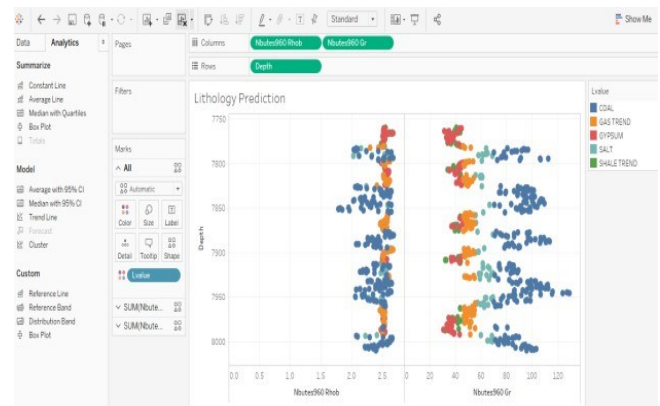 Standard
Show Me
Data
Analytics
Pages
Columns
Nbutes960 Rhob
Nbutes960 Gr
Rows
Depth
Summarize
Constant Line
Average Line
Median with Quartiles
Box Plot
Totals
Model
Average with 95% CI
Median with 95% CI
Trend Line
Forecast
Cluster
Custom
Reference Line
Reference Band
Distribution Band
Box Plot
Filters
Marks
All
Automatic
Color
Size
Label
Detail
Tooltip
Shape
Lvalue
SUM(Nbute...
SUM(Nbute...
Lithology Prediction
7750
7800
7850
7900
7950
8000
Depth
0.0 0.5 1.0 1.5 2.0 2.5
0 20 40 60 80 100 120
Nbutes960 Rhob
Nbutes960 Gr
Lvalue
COAL
GAS TREND
GYPSUM
SALT
SHALE TREND